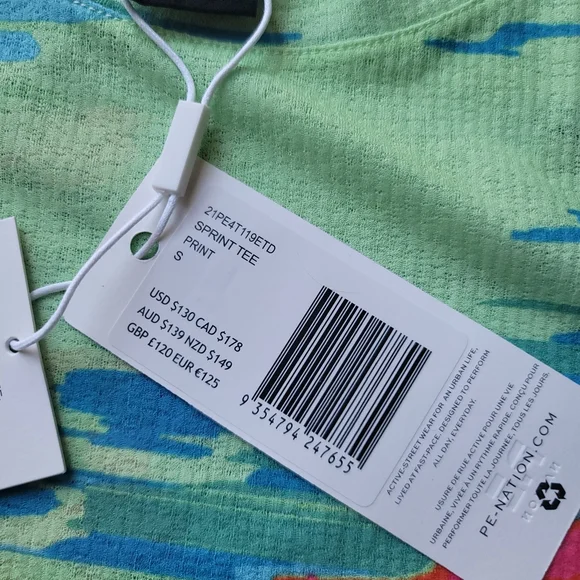 21PE4T119ETD
SPRINT TEE
PRINT
S
USD $130 CAD $178
AUD $139 NZD $149
GBP £120 EUR €125
9 354794 247655
ACTIVE-STREET WEAR FOR AN URBAN LIFE,
LIVED AT FAST-PACE. DESIGNED TO PERFORM
ALL DAY, EVERYDAY.
USURE DE RUE ACTIVE POUR UNE VIE
URBAINE, VIVEZ À UN RYTHME RAPIDE. CONÇU POUR
PERFORMER TOUTE LA JOURNÉE, TOUS LES JOURS.
PE-NATION.COM